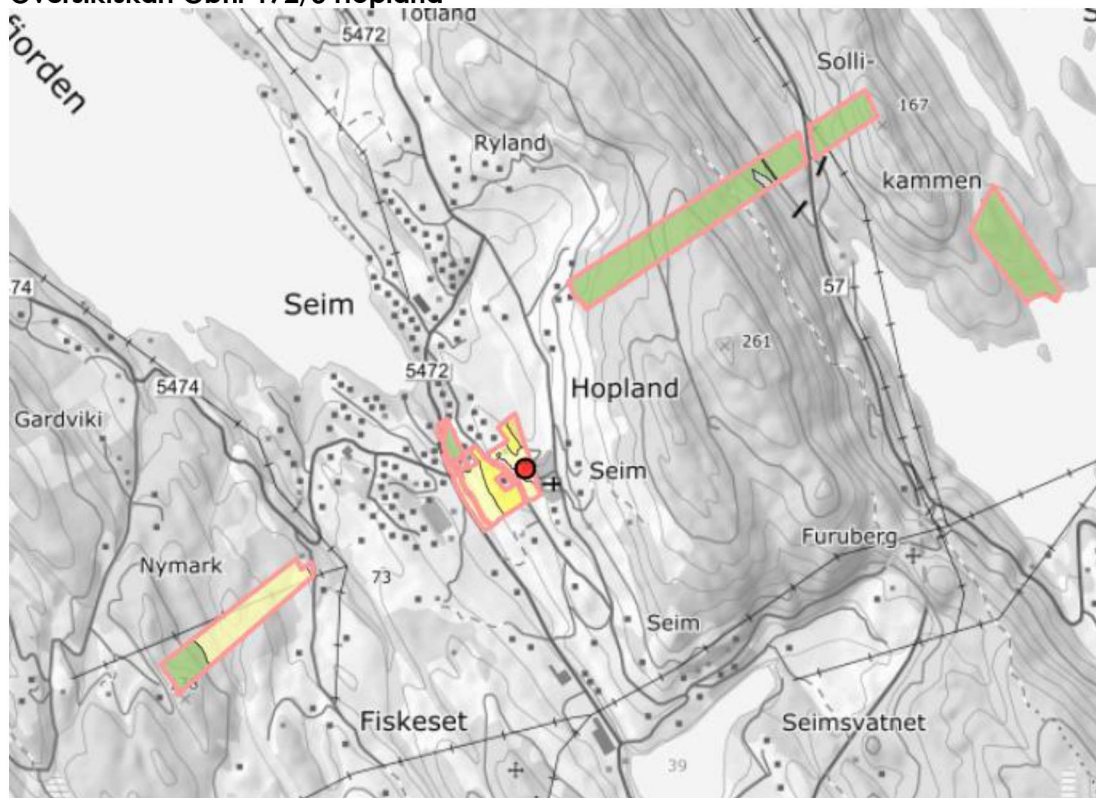 Totland
5472
fjorden
Solli-
167
Ryland
kammen
74
57
Seim
261
5472
5474
Hopland
Gardviki
Seim
Furuberg
Nymark
73
Seim
Fiskeset
Seimsvatnet
39